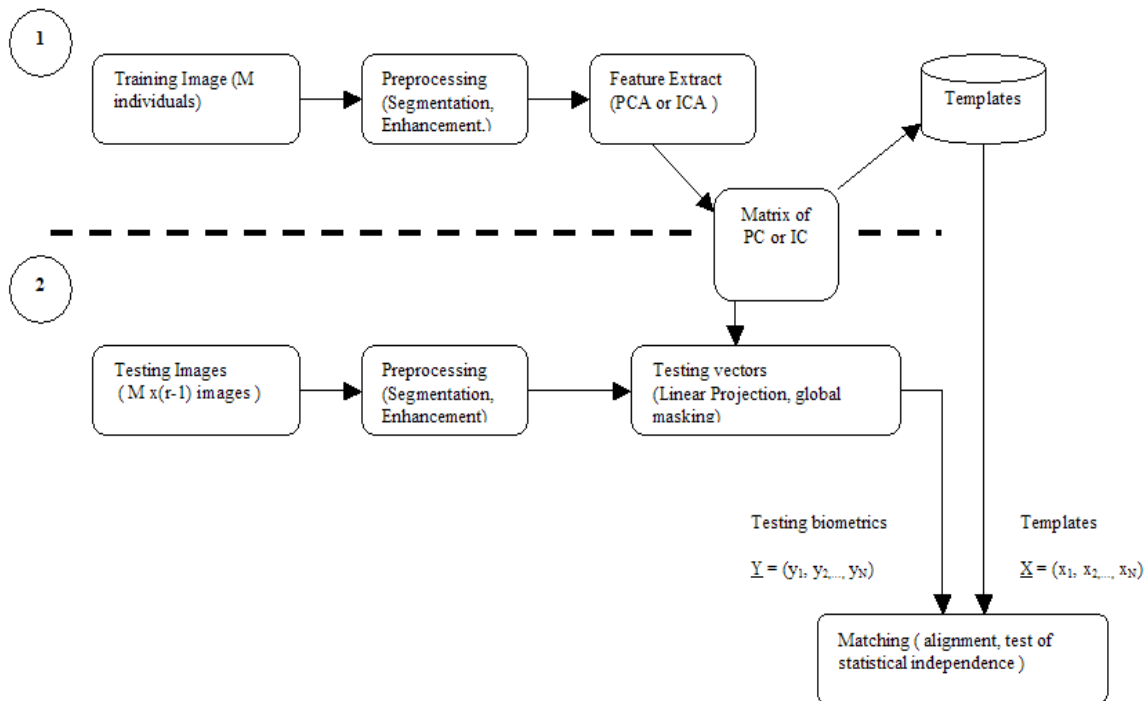 1
Training Image (M
individuals)
Preprocessing
(Segmentation,
Enhancement.)
Feature Extract
(PCA or ICA )
Templates
Matrix of
PC or IC
2
Testing Images
( M x(r-1) images )
Preprocessing
(Segmentation,
Enhancement)
Testing vectors
(Linear Projection, global
masking)
Testing biometrics
Y = (y1, y2,..., yN)
Templates
X = (x1, x2,..., xN)
Matching ( alignment, test of
statistical independence )